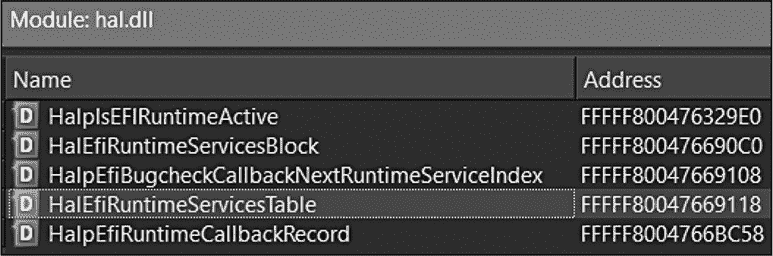 Module: hal.dll
Name Address
D HalpIsEFIRuntimeActive FFFFF800476329E0
D HalEfiRuntimeServicesBlock FFFFF800476690C0
D HalpEfiBugcheckCallbackNextRuntimeServiceIndex FFFFF80047669108
D HalEfiRuntimeServicesTable FFFFF80047669118
D HalpEfiRuntimeCallbackRecord FFFFF8004766BC58